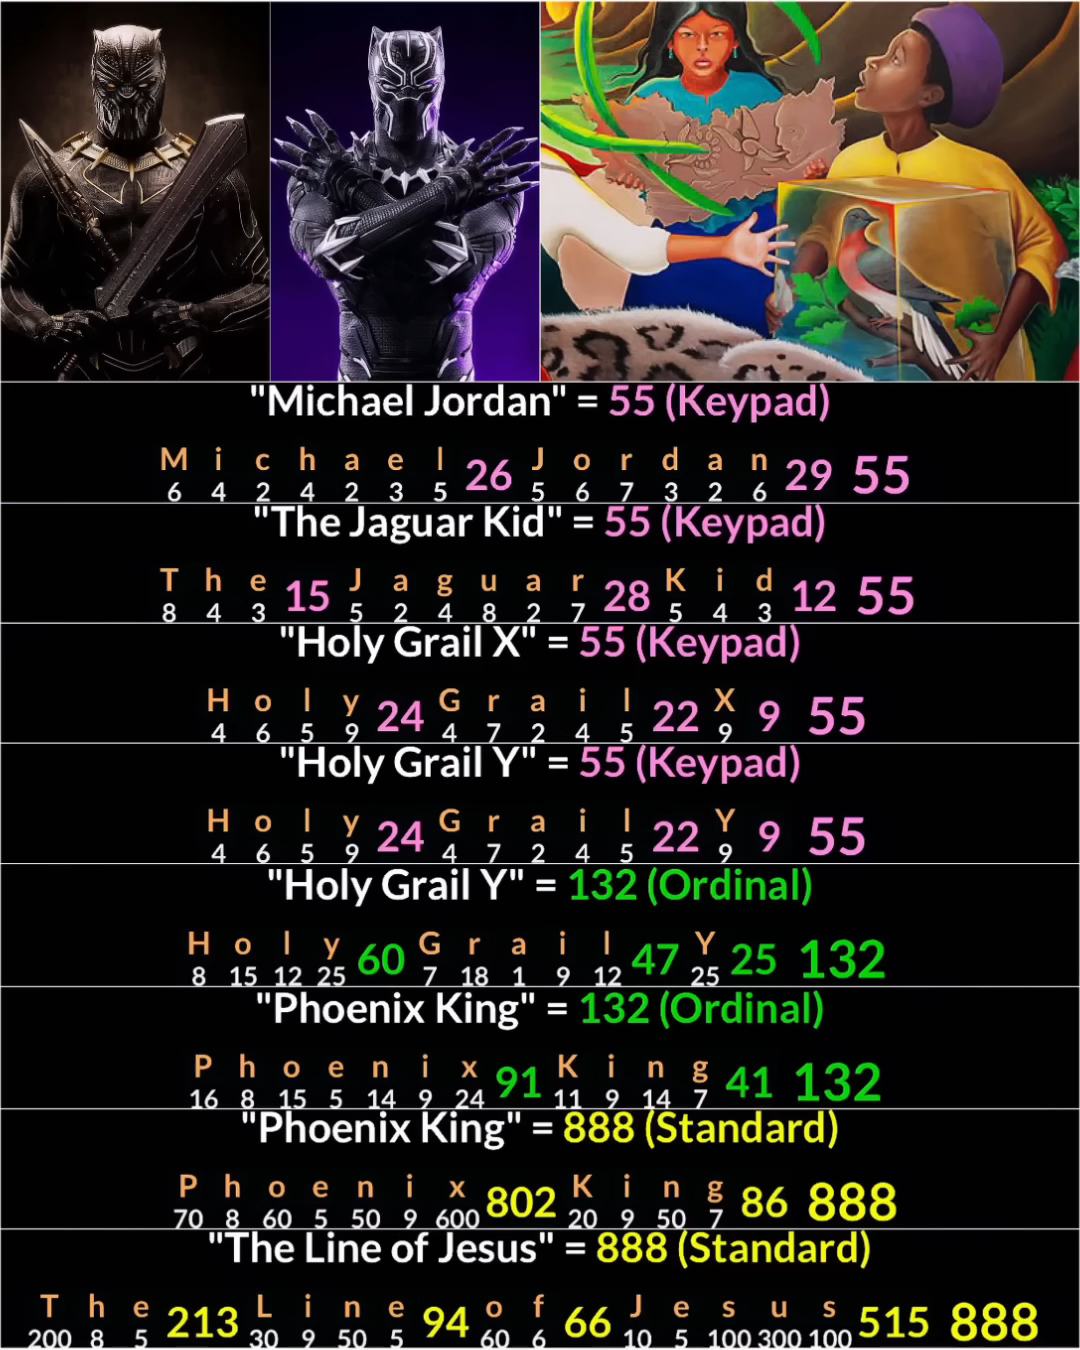 "Michael Jordan" = 55 (Keypad)
M i c h a e l 26 J o r d a n 29 55
6 4 2 4 2 3 5 5 6 7 3 2 6
"The Jaguar Kid" = 55 (Keypad)
T h e 15 J a g u a r 28 K i d 12 55
8 4 3 5 2 4 8 2 7 5 4 3
"Holy Grail X" = 55 (Keypad)
H o l y 24 G r a i l 22 X 9 55
4 6 5 9 4 7 2 4 5 9
"Holy Grail Y" = 55 (Keypad)
H o l y 24 G r a i l 22 Y 9 55
4 6 5 9 4 7 2 4 5 9
"Holy Grail Y" = 132 (Ordinal)
H o l y 60 G r a i l 47 Y 25 132
8 15 12 25 7 18 1 9 12 25
"Phoenix King" = 132 (Ordinal)
P h o e n i x 91 K i n g 41 132
16 8 15 5 14 9 24 11 9 14 7
"Phoenix King" = 888 (Standard)
P h o e n i x 802 K i n g 86 888
70 8 60 5 50 9 600 20 9 50 7
"The Line of Jesus" = 888 (Standard)
T h e 213 L i n e 94 o f 66 J e s u s 515 888
200 8 5 30 9 50 5 60 6 10 5 100 300 100